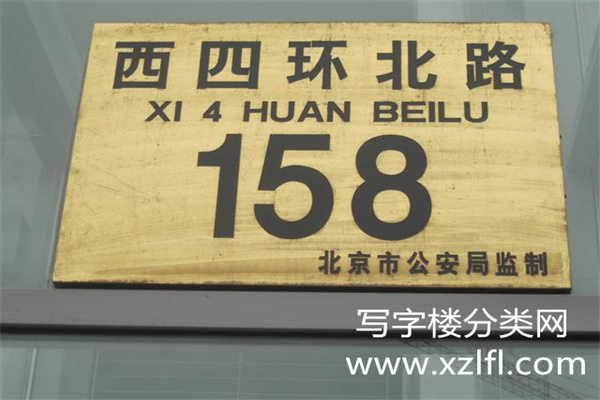 西四环北路
XI 4 HUAN BEILU
158
北京市公安局监制
写字楼分类网
www.xzlfl.com